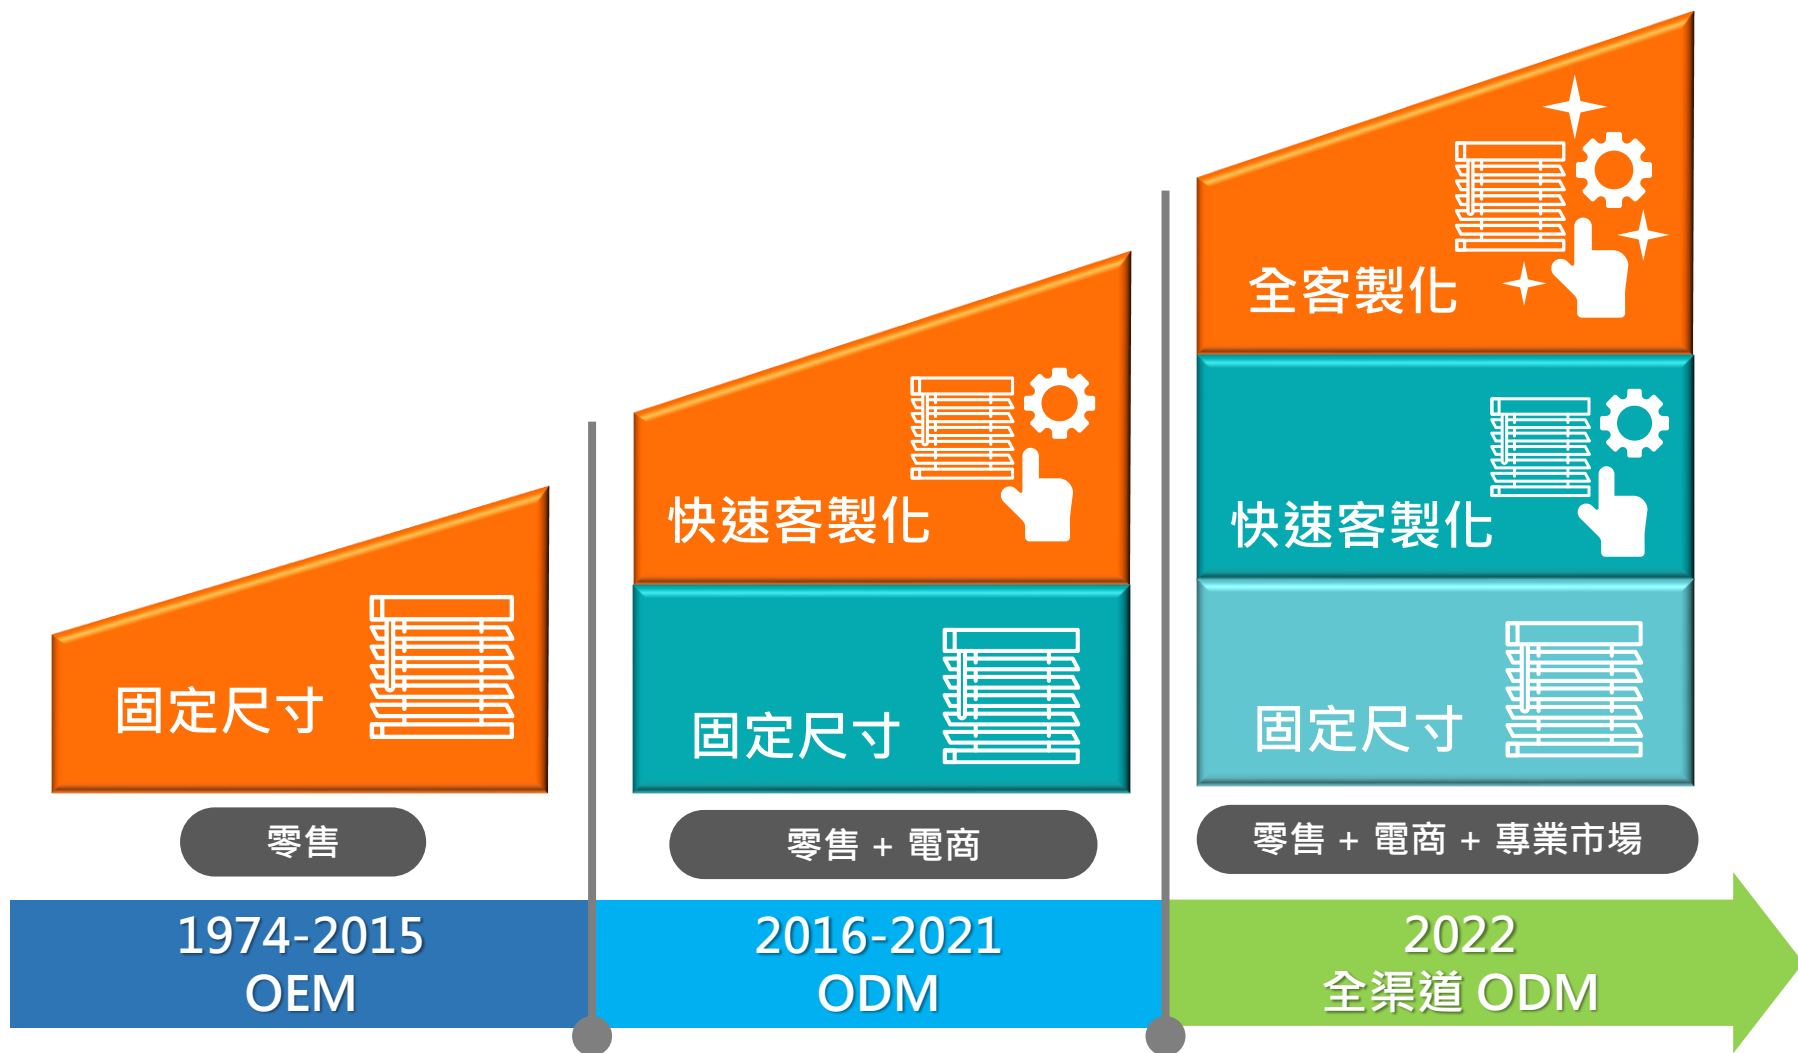 固定尺寸
零售
1974-2015
OEM
快速客製化
固定尺寸
零售 + 電商
2016-2021
ODM
全客製化
快速客製化
固定尺寸
零售 + 電商 + 專業市場
2022
全渠道 ODM